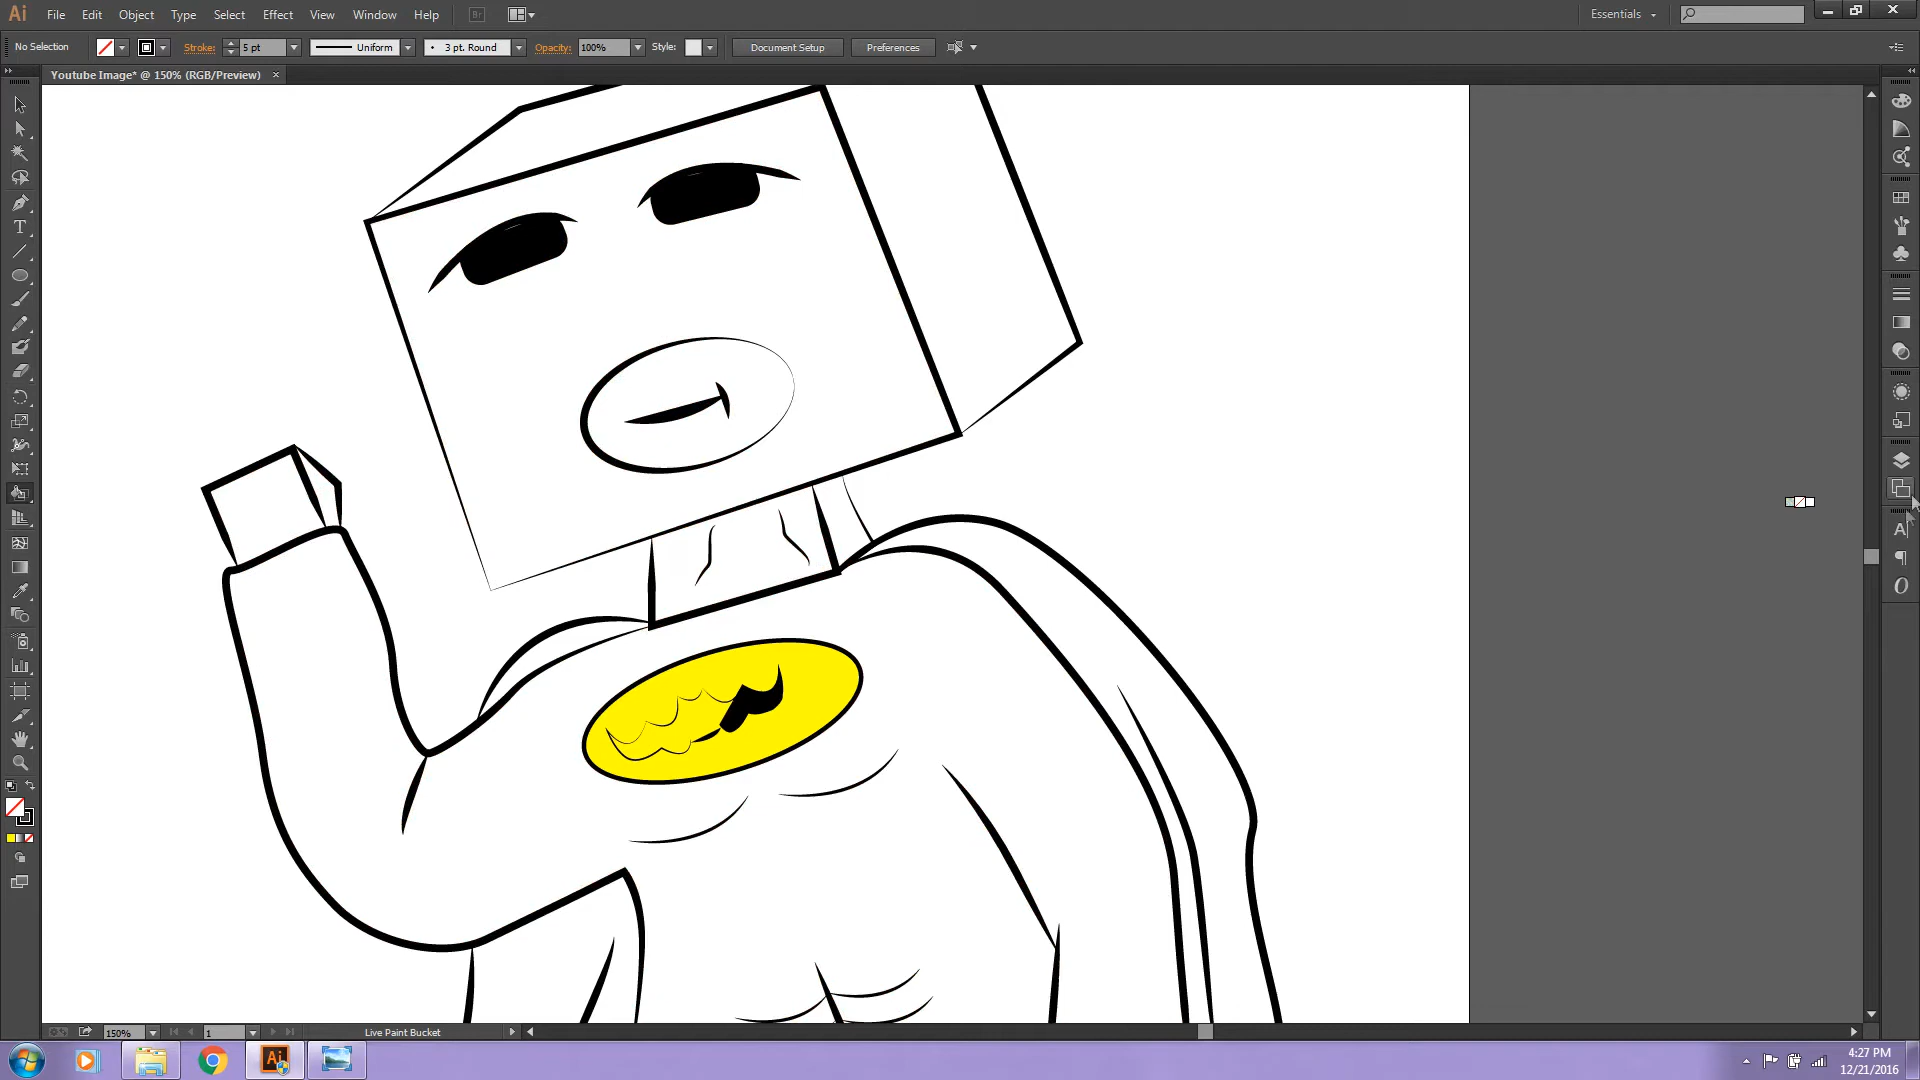 Ai File Edit Object Type Select Effect View Window Help Br Essentials
No Selection Stroke: 5 pt Uniform 3 pt. Round Opacity: 100% Style: Document Setup Preferences
Youtube Image* @ 150% (RGB/Preview)
T
A
O
150% 1 Live Paint Bucket
Ai
4:27 PM
12/21/2016